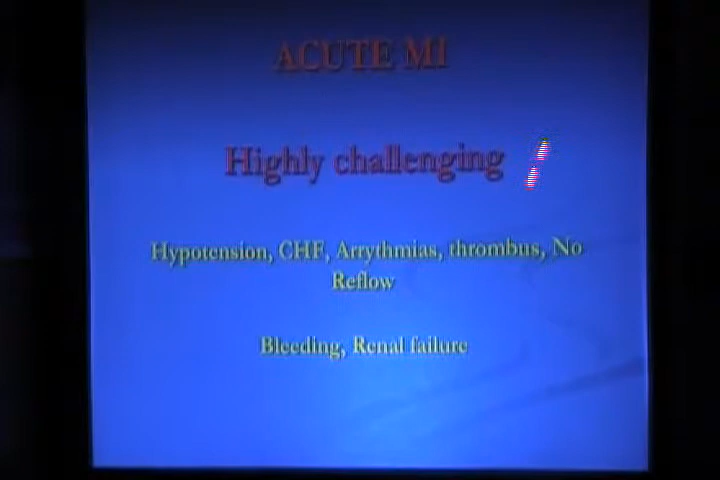 ACUTE MI
Highly challenging
Hypotension, CHF, Arrythmias, thrombus, No
Reflow
Bleeding, Renal failure